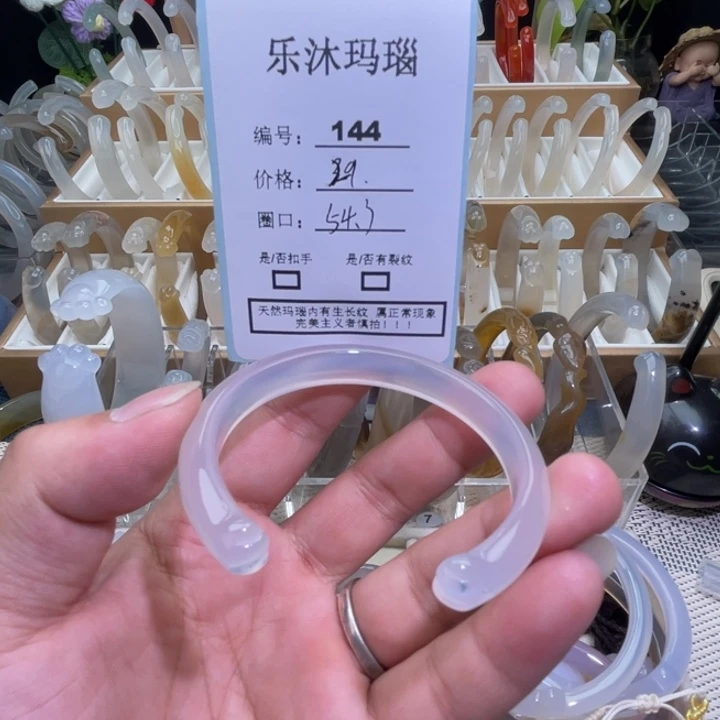 乐沐玛瑙
编号：144
价格：39.
圈口：54.3
是/否扣手 是/否有裂纹
天然玛瑙内有生长纹 属正常现象
完美主义者慎拍！！！
7